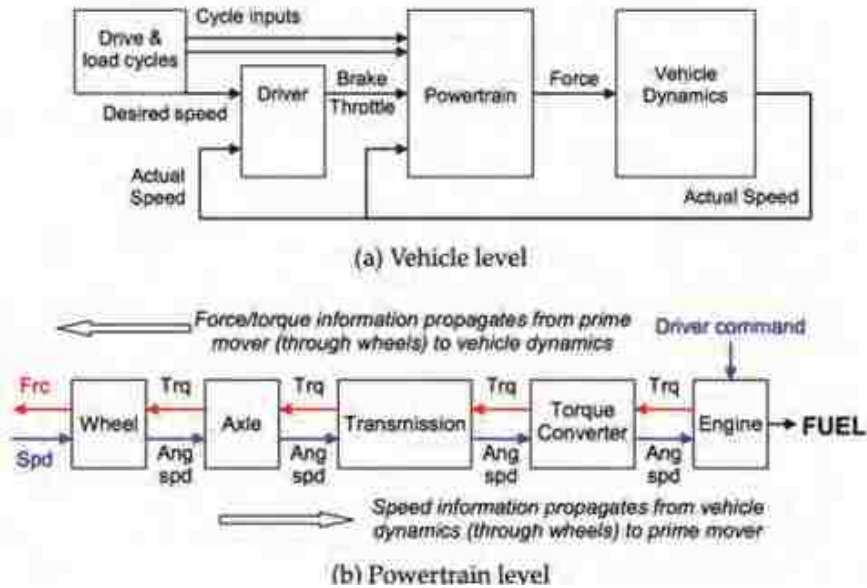 Drive &
load cycles
Cycle inputs
Desired speed
Driver
Brake
Throttle
Powertrain
Force
Vehicle
Dynamics
Actual
Speed
Actual Speed
(a) Vehicle level
Force/torque information propagates from prime
mover (through wheels) to vehicle dynamics
Driver command
Frc
Spd
Wheel
Trq
Ang
spd
Axle
Trq
Ang
spd
Transmission
Trq
Ang
spd
Torque
Converter
Trq
Ang
spd
Engine
FUEL
Speed information propagates from vehicle
dynamics (through wheels) to prime mover
(b) Powertrain level